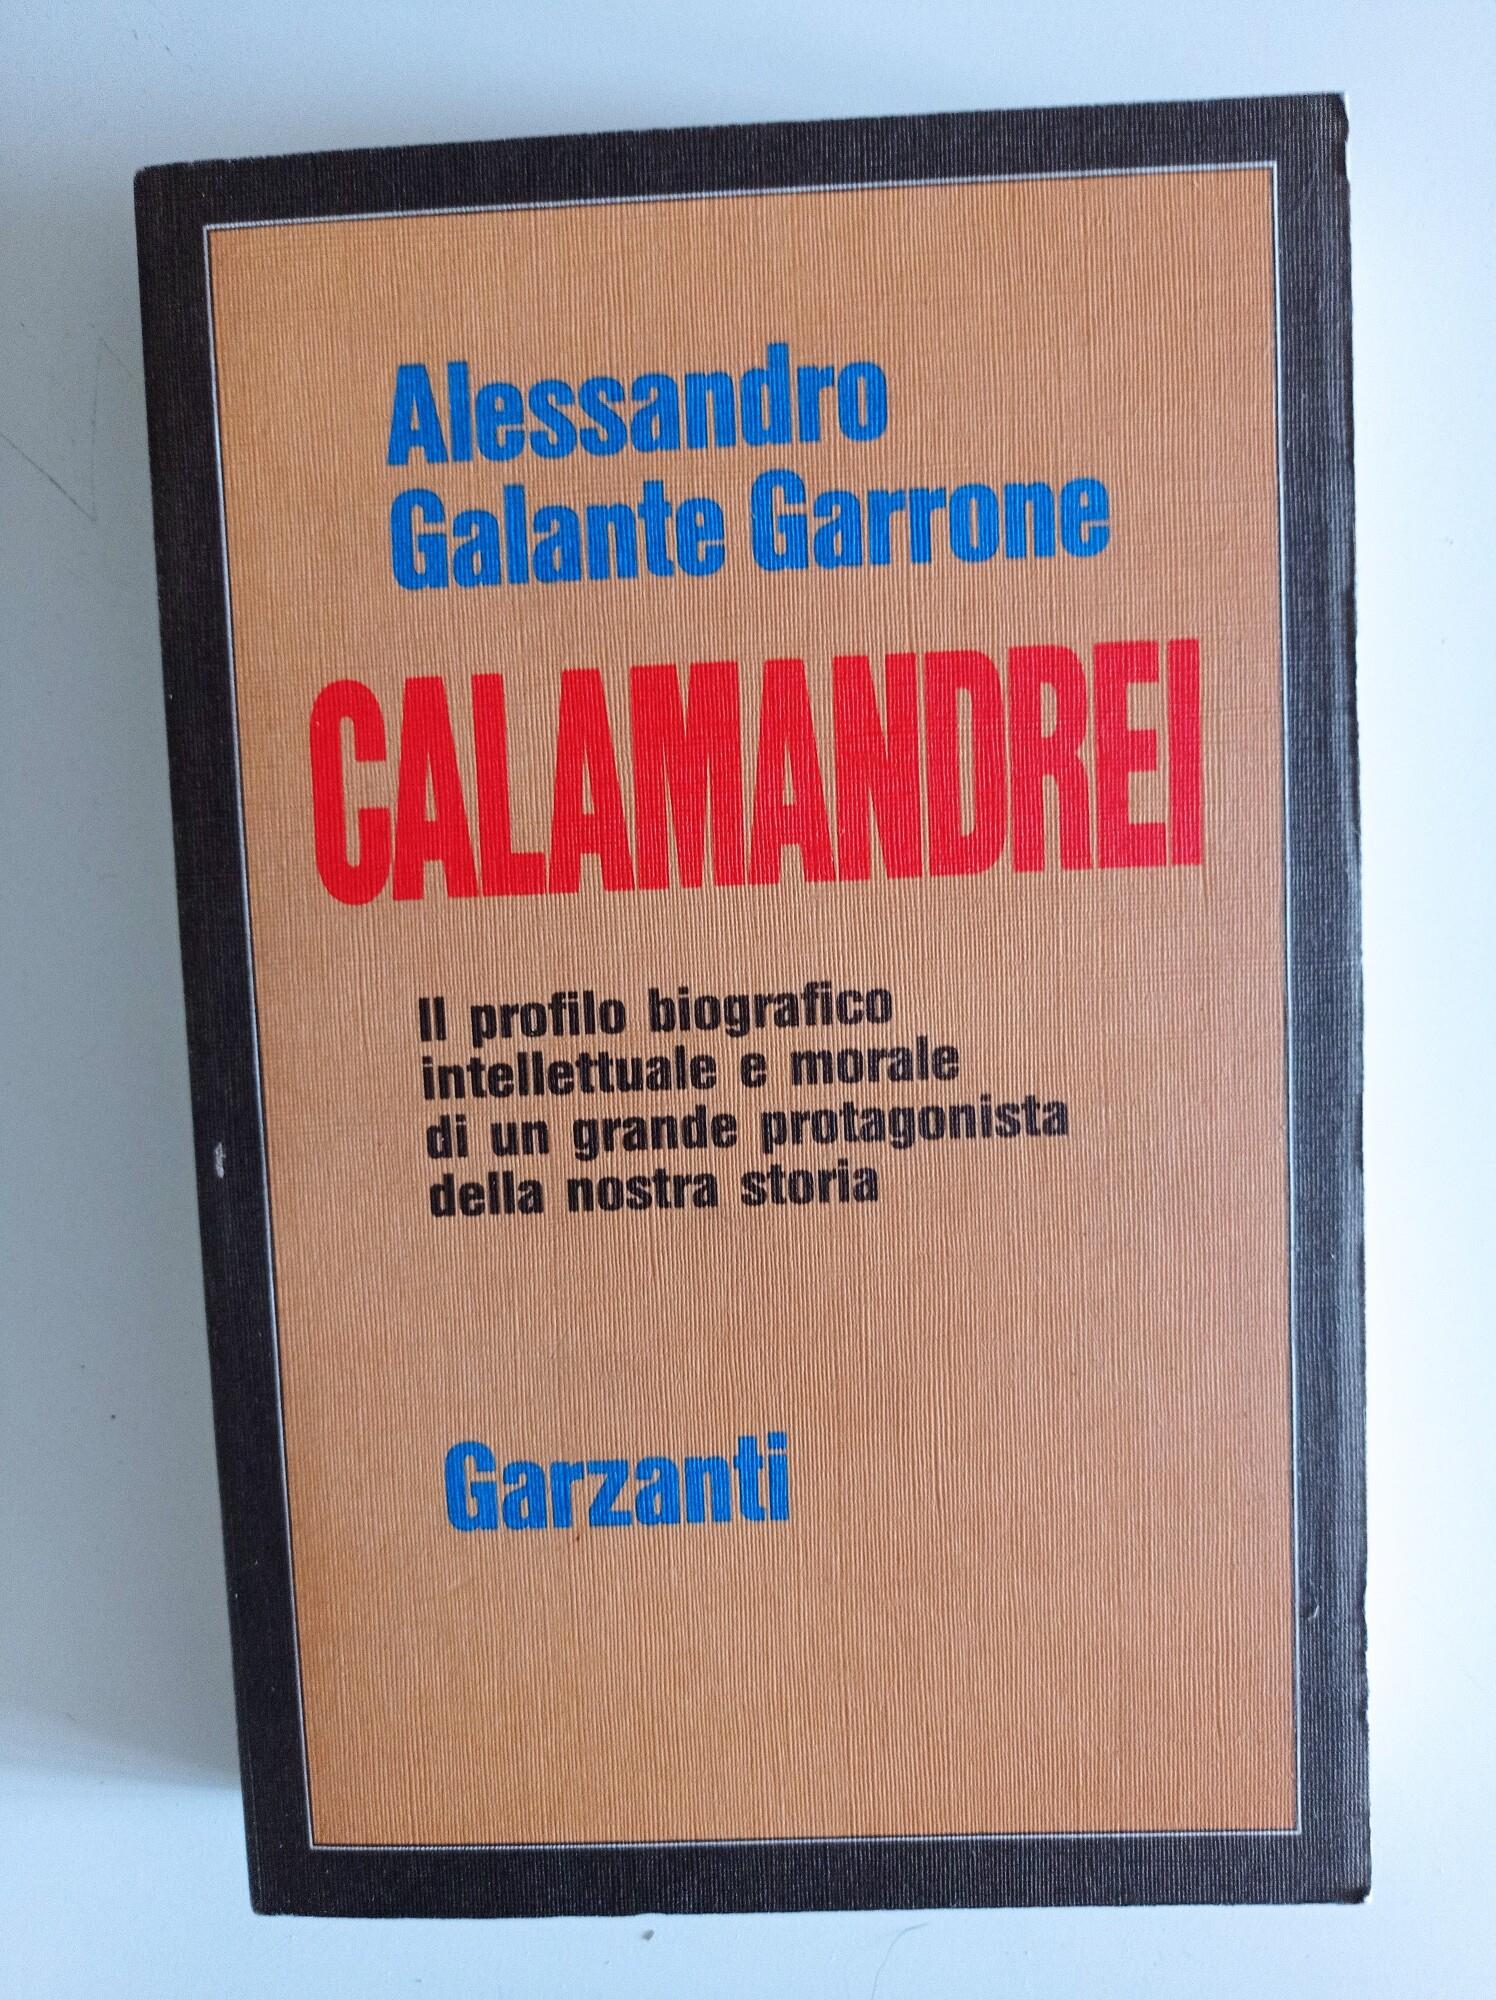 Alessandro
Galante Garrone
CALAMANDREI
Il profilo biografico
intellettuale e morale
di un grande protagonista
della nostra storia
Garzanti